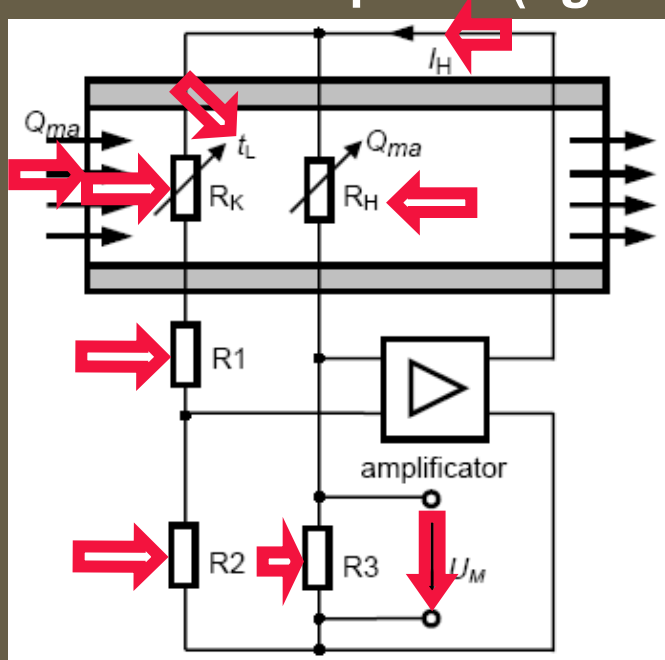 I_H
Q_ma
t_L
Q_ma
R_K
R_H
R1
amplificator
R2
R3
U_M